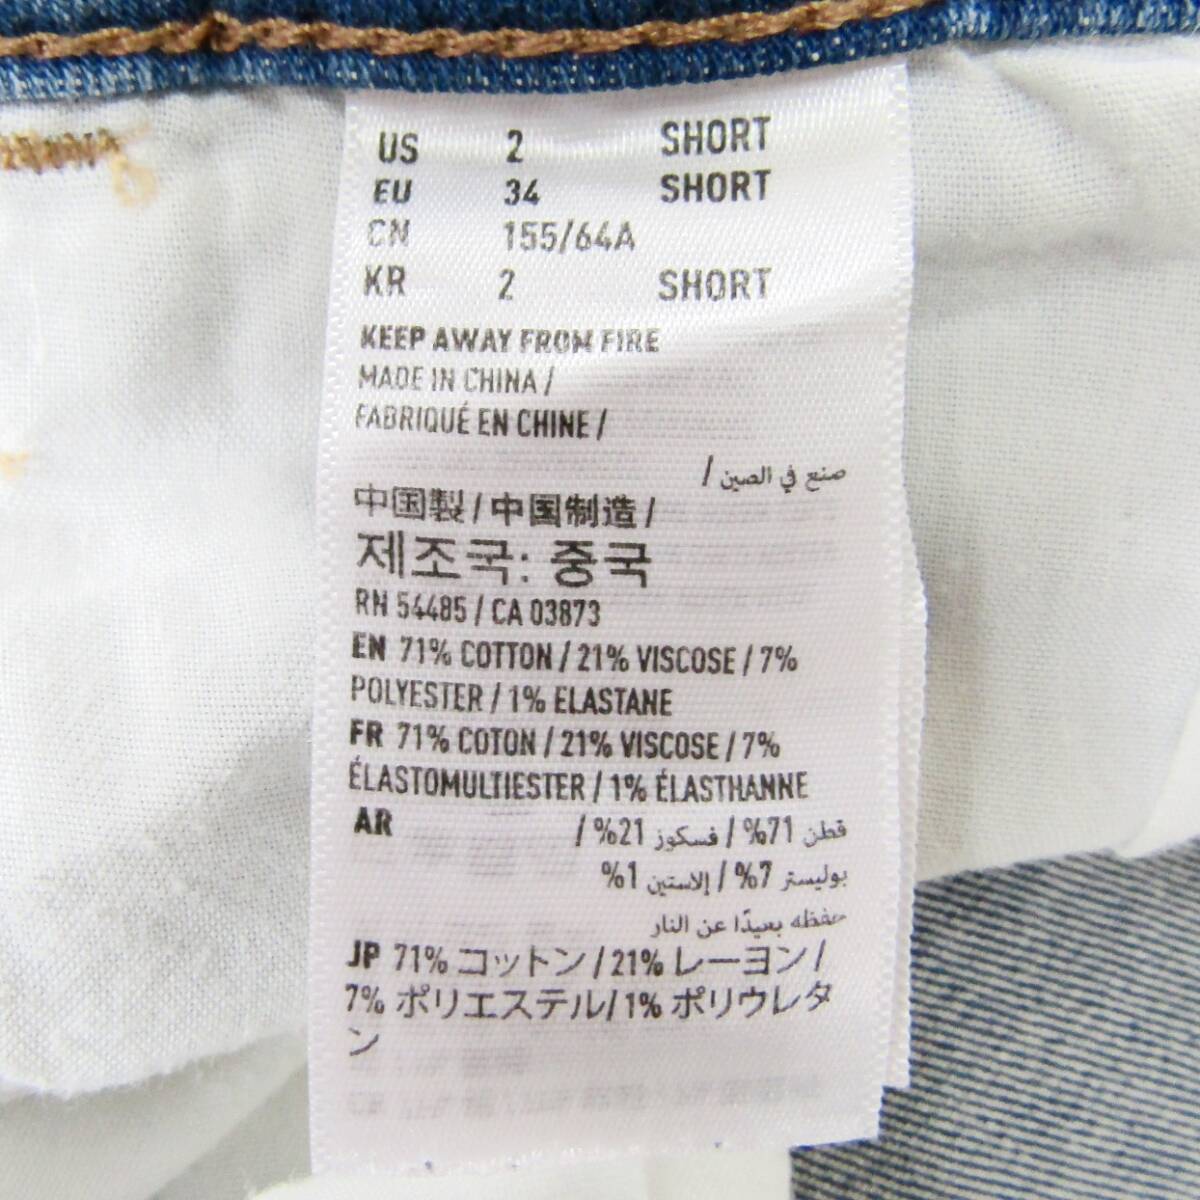 US 2 SHORT
EU 34 SHORT
CN 155/64A
KR 2 SHORT
KEEP AWAY FROM FIRE
MADE IN CHINA /
FABRIQUÉ EN CHINE /
صنع في الصين /
中国製 / 中国制造 /
제조국: 중국
RN 54485 / CA 03873
EN 71% COTTON / 21% VISCOSE / 7%
POLYESTER / 1% ELASTANE
FR 71% COTON / 21% VISCOSE / 7%
ÉLASTOMULTIESTER / 1% ÉLASTHANNE
AR قطن 71% / فسكوز 21% /
بوليستر 7% / إلاستين 1%
حفظه بعيدًا عن النار
JP 71% コットン / 21% レーヨン /
7% ポリエステル/ 1% ポリウレタ
ン